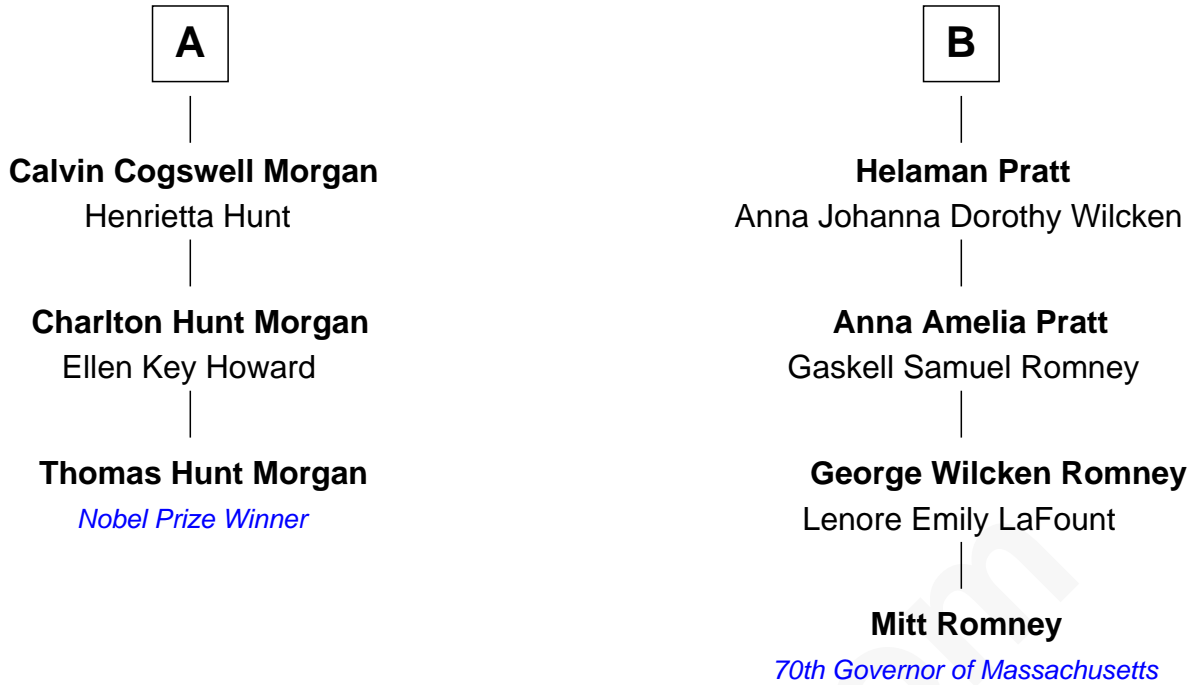 A
Calvin Cogswell Morgan
Henrietta Hunt
Charlton Hunt Morgan
Ellen Key Howard
Thomas Hunt Morgan
Nobel Prize Winner
B
Helaman Pratt
Anna Johanna Dorothy Wilcken
Anna Amelia Pratt
Gaskell Samuel Romney
George Wilcken Romney
Lenore Emily LaFount
Mitt Romney
70th Governor of Massachusetts